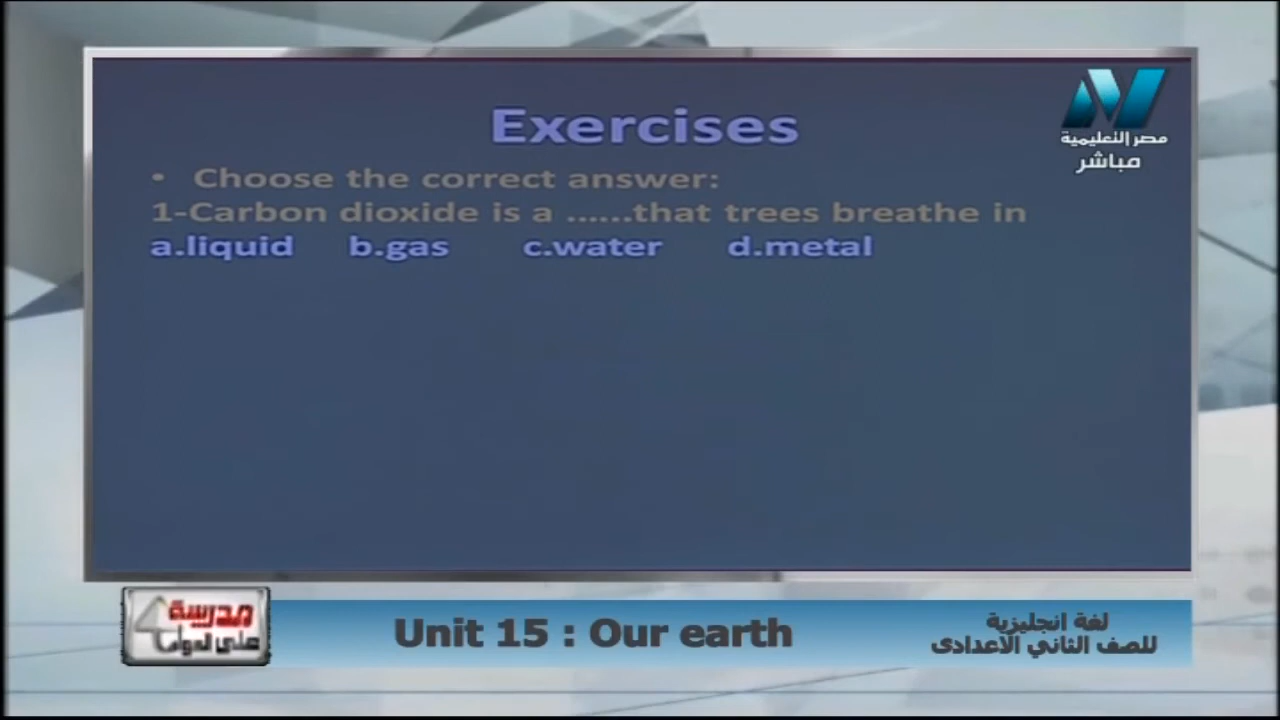 Exercises
مصر التعليمية
مباشر
• Choose the correct answer:
1-Carbon dioxide is a ......that trees breathe in
a.liquid b.gas c.water d.metal
مدرسة
على الهواء
Unit 15 : Our earth
لغة انجليزية
للصف الثاني الاعدادى